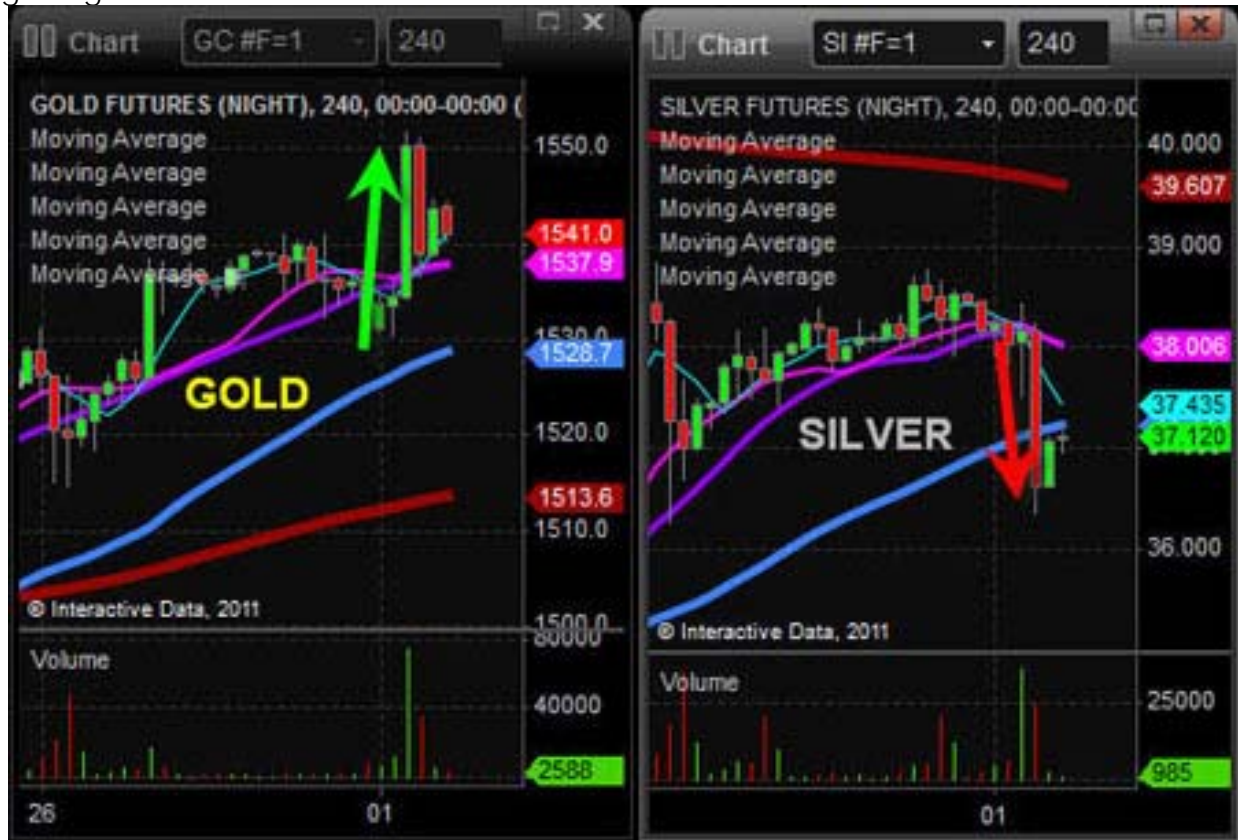 Chart GC #F=1 240
GOLD FUTURES (NIGHT), 240, 00:00-00:00 (
Moving Average
Moving Average
Moving Average
Moving Average
Moving Average
1550.0
1541.0
1537.9
1530.0
1528.7
GOLD
1520.0
1513.6
1510.0
© Interactive Data, 2011
1500.0
80000
Volume
40000
2588
26 01
Chart SI #F=1 240
SILVER FUTURES (NIGHT), 240, 00:00-00:00
Moving Average
Moving Average
Moving Average
Moving Average
Moving Average
40.000
39.607
39.000
38.006
37.435
SILVER
37.120
36.000
© Interactive Data, 2011
Volume
25000
985
01